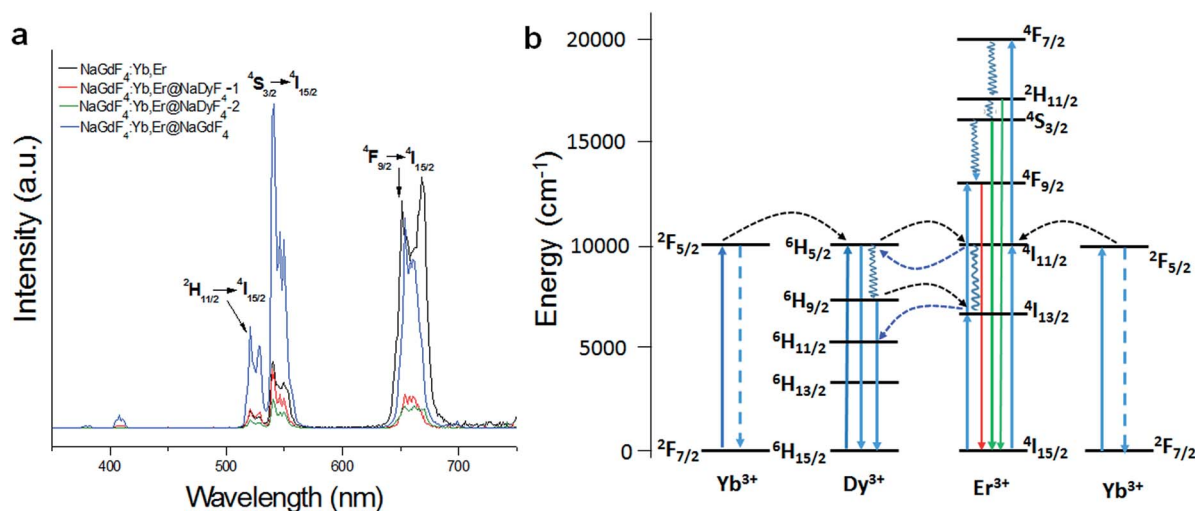 a
NaGdF₄:Yb,Er
NaGdF₄:Yb,Er@NaDyF₄-1
NaGdF₄:Yb,Er@NaDyF₄-2
NaGdF₄:Yb,Er@NaGdF₄
⁴S₃/₂→⁴I₁₅/₂
⁴F₉/₂→⁴I₁₅/₂
²H₁₁/₂→⁴I₁₅/₂
Intensity (a.u.)
400 500 600 700
Wavelength (nm)
b
Energy (cm⁻¹)
20000
15000
10000
5000
0
²F₅/₂
²F₇/₂
Yb³⁺
⁶H₅/₂
⁶H₉/₂
⁶H₁₁/₂
⁶H₁₃/₂
⁶H₁₅/₂
Dy³⁺
⁴F₇/₂
²H₁₁/₂
⁴S₃/₂
⁴F₉/₂
⁴I₁₁/₂
⁴I₁₃/₂
⁴I₁₅/₂
Er³⁺
²F₅/₂
²F₇/₂
Yb³⁺